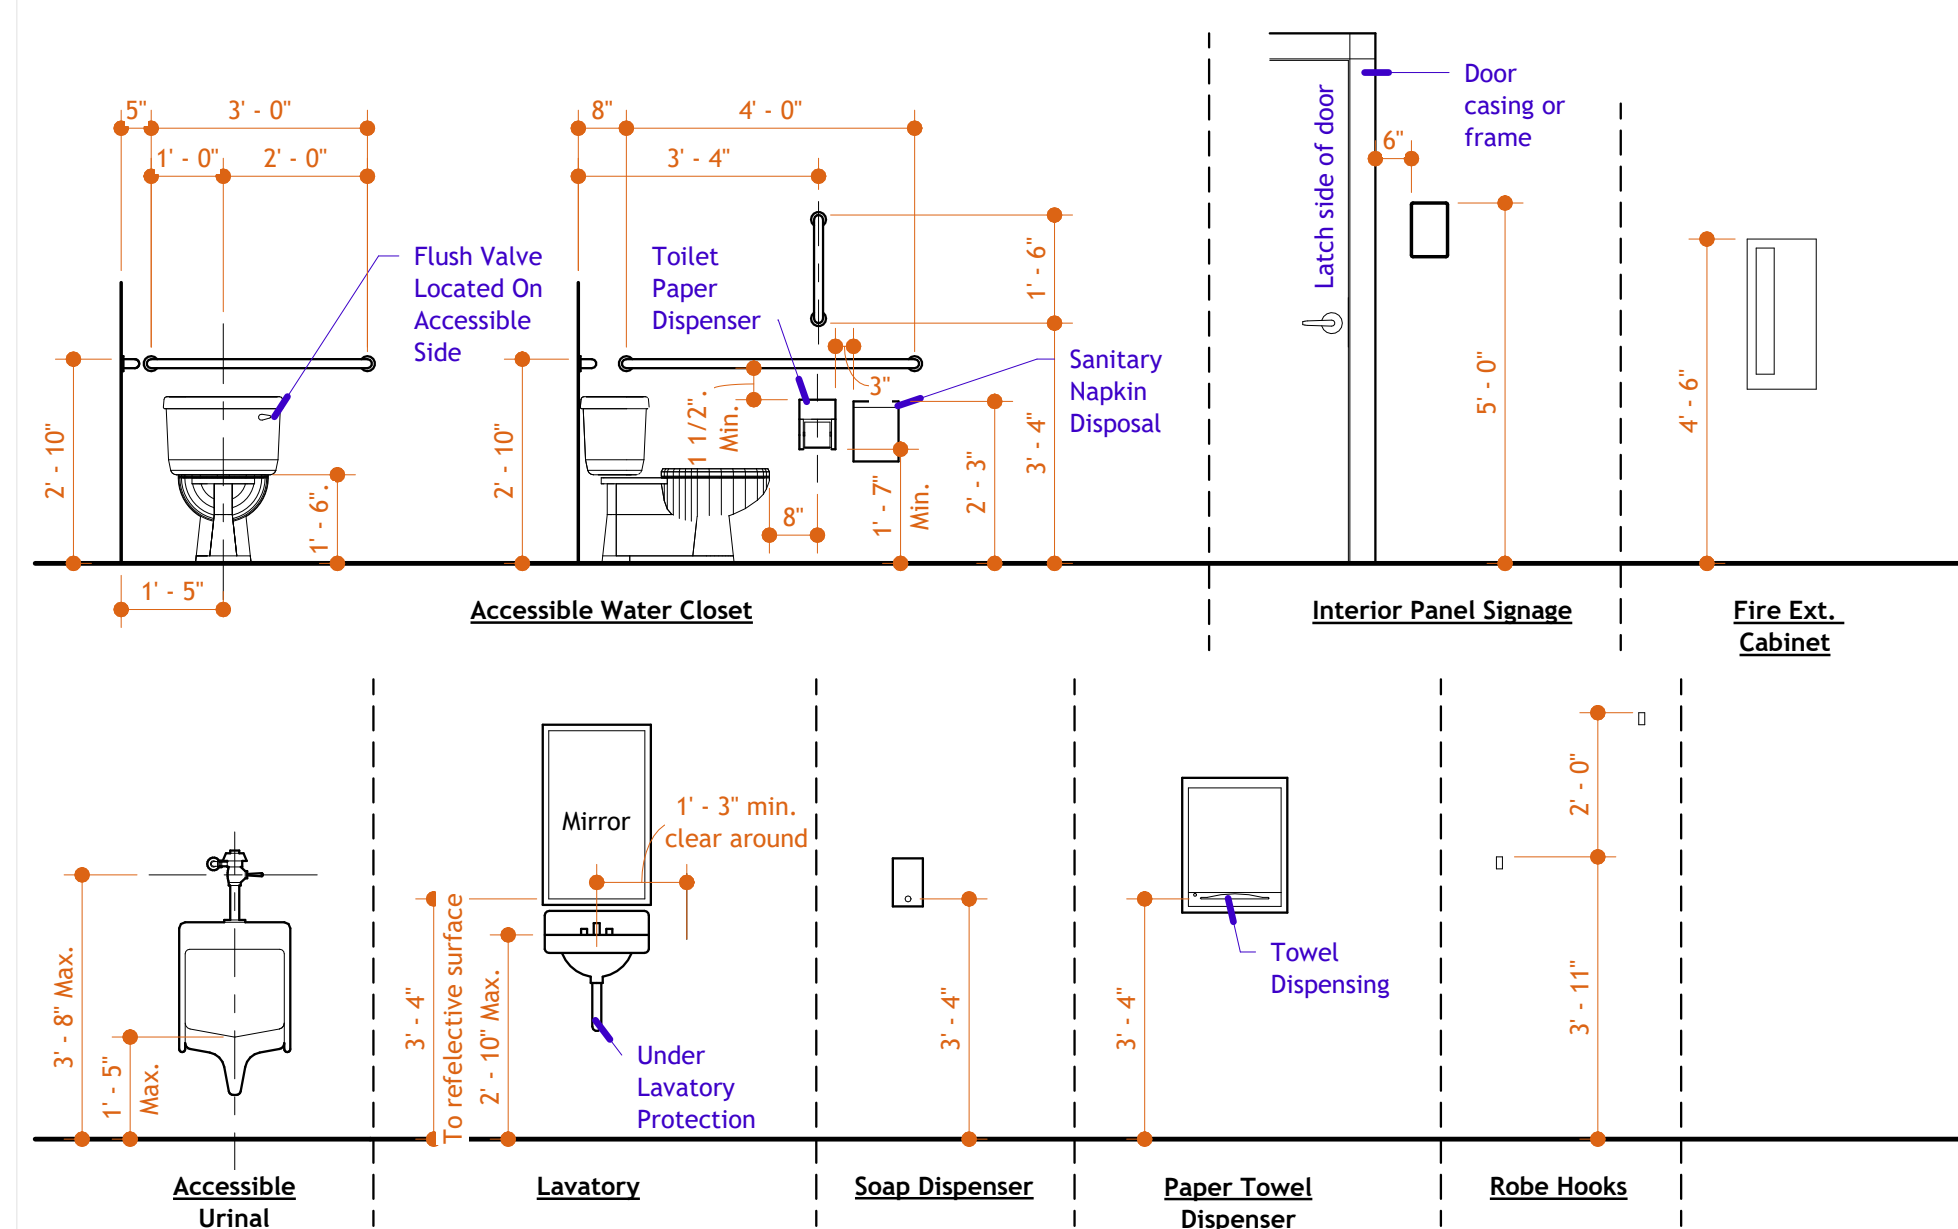 5"
3' - 0"
1' - 0"
2' - 0"
Flush Valve
Located On
Accessible
Side
2' - 10"
1' - 6".
1' - 5"
8"
4' - 0"
3' - 4"
Toilet
Paper
Dispenser
1' - 6"
3"
Sanitary
Napkin
Disposal
1 1/2".
Min.
2' - 10"
8"
1' - 7"
Min.
2' - 3"
3' - 4"
Accessible Water Closet
Latch side of door
Door
casing or
frame
6"
5' - 0"
Interior Panel Signage
4' - 6"
Fire Ext.
Cabinet
3' - 8" Max.
1' - 5"
Max.
Accessible
Urinal
Mirror
1' - 3" min.
clear around
3' - 4"
To refelective surface
2' - 10" Max.
Under
Lavatory
Protection
Lavatory
3' - 4"
Soap Dispenser
3' - 4"
Towel
Dispensing
Paper Towel
Dispenser
2' - 0"
3' - 11"
Robe Hooks